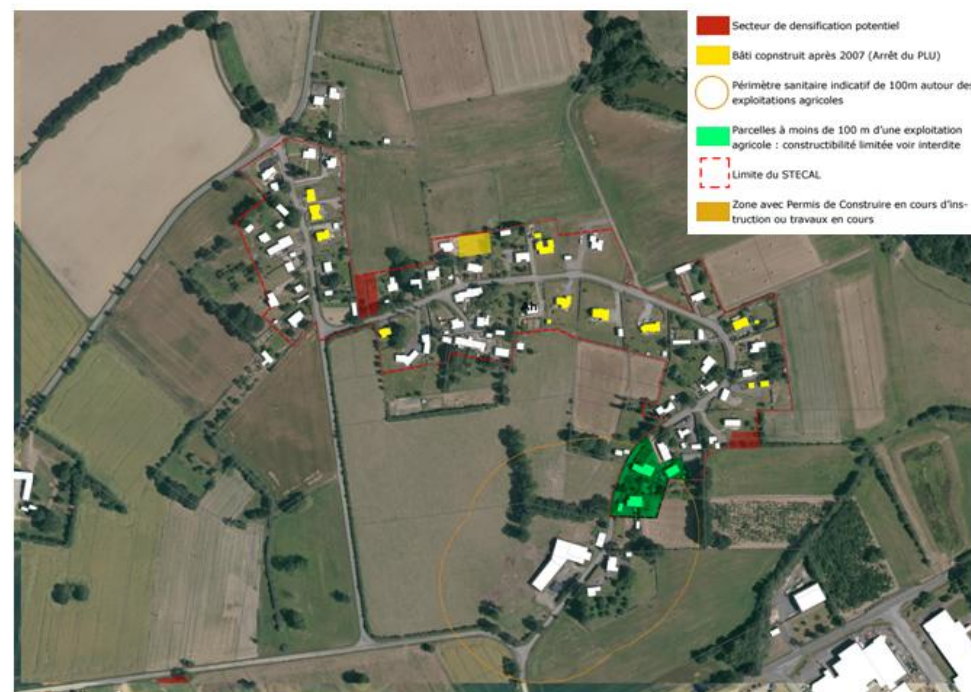 Secteur de densification potentiel
Bâti copnstruit après 2007 (Arrêt du PLU)
Périmètre sanitaire indicatif de 100m autour des
exploitations agricoles
Parcelles à moins de 100 m d'une exploitation
agricole : constructibilité limitée voir interdite
Limite du STECAL
Zone avec Permis de Construire en cours d'ins-
truction ou travaux en cours